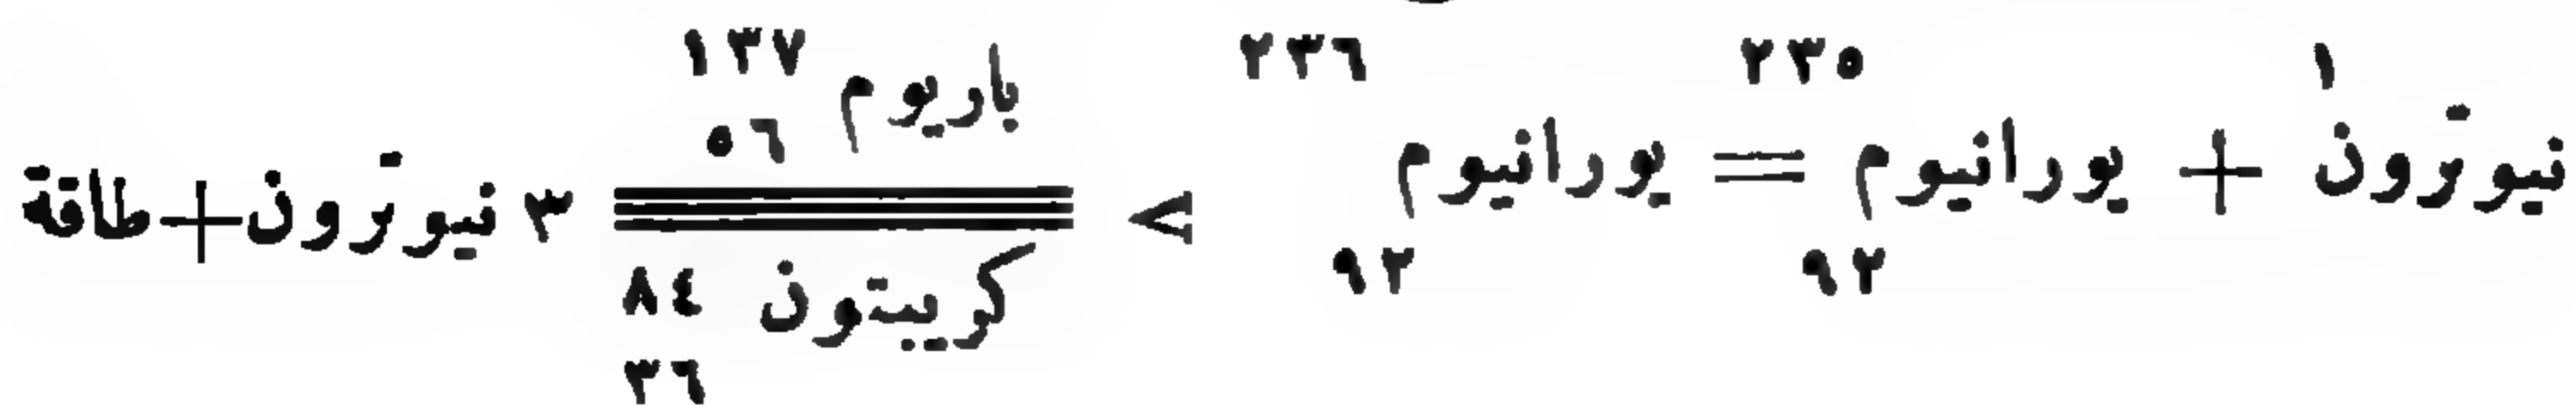 ١ ٢٣٥ ٢٣٦ باريوم ١٣٧
٥٦
نيوترون + يورانيوم = يورانيوم > ٣ نيوترون + طاقة
٩٢ ٩٢ كريبتون ٨٤
٣٦